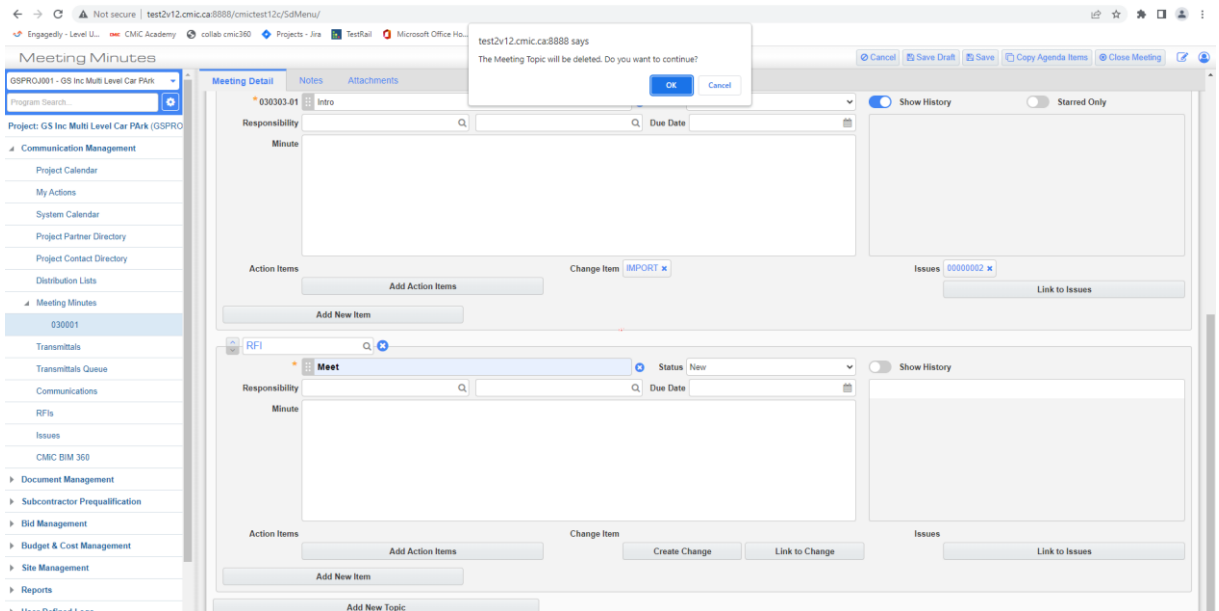 Not secure | test2v12.cmic.ca:8888/cmictest12c/SdMenu/
Engagedly - Level U... CMiC Academy collab cmic360 Projects - Jira TestRail Microsoft Office Ho...
test2v12.cmic.ca:8888 says
The Meeting Topic will be deleted. Do you want to continue?
OK Cancel
Meeting Minutes
Cancel Save Draft Save Copy Agenda Items Close Meeting
GSPROJ001 - GS Inc Multi Level Car PArk
Program Search...
Project: GS Inc Multi Level Car PArk (GSPRO
Communication Management
Project Calendar
My Actions
System Calendar
Project Partner Directory
Project Contact Directory
Distribution Lists
Meeting Minutes
030001
Transmittals
Transmittals Queue
Communications
RFIs
Issues
CMiC BIM 360
Document Management
Subcontractor Prequalification
Bid Management
Budget & Cost Management
Site Management
Reports
Meeting Detail Notes Attachments
* 030303-01 Intro
Show History Starred Only
Responsibility Due Date
Minute
Action Items Change Item IMPORT x Issues 00000002 x
Add Action Items Link to Issues
Add New Item
RFI
* Meet Status New Show History
Responsibility Due Date
Minute
Action Items Change Item Issues
Add Action Items Create Change Link to Change Link to Issues
Add New Item
Add New Topic